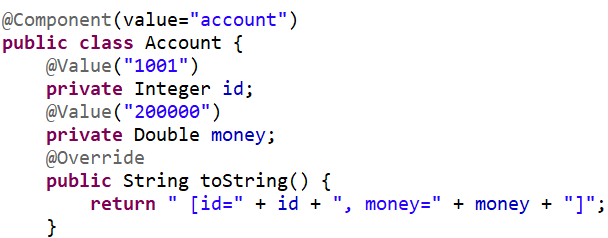 @Component(value="account")
public class Account {
    @Value("1001")
    private Integer id;
    @Value("200000")
    private Double money;
    @Override
    public String toString() {
        return " [id=" + id + ", money=" + money + "]";
    }